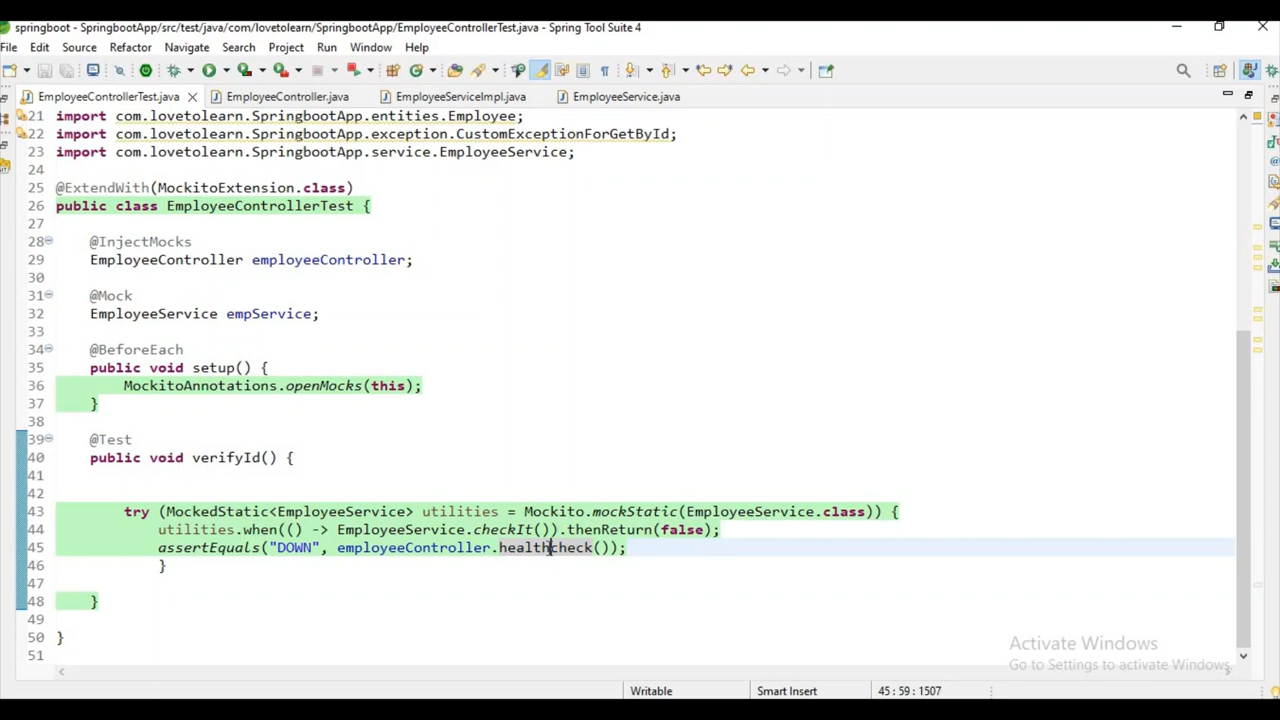 springboot - SpringbootApp/src/test/java/com/lovetolearn/SpringbootApp/EmployeeControllerTest.java - Spring Tool Suite 4
File Edit Source Refactor Navigate Search Project Run Window Help
EmployeeControllerTest.java EmployeeController.java EmployeeServiceImpl.java EmployeeService.java
21 import com.lovetolearn.SpringbootApp.entities.Employee;
22 import com.lovetolearn.SpringbootApp.exception.CustomExceptionForGetById;
23 import com.lovetolearn.SpringbootApp.service.EmployeeService;
24
25 @ExtendWith(MockitoExtension.class)
26 public class EmployeeControllerTest {
27
28 @InjectMocks
29 EmployeeController employeeController;
30
31 @Mock
32 EmployeeService empService;
33
34 @BeforeEach
35 public void setup() {
36 MockitoAnnotations.openMocks(this);
37 }
38
39 @Test
40 public void verifyId() {
41
42
43 try (MockedStatic<EmployeeService> utilities = Mockito.mockStatic(EmployeeService.class)) {
44 utilities.when(() -> EmployeeService.checkIt()).thenReturn(false);
45 assertEquals("DOWN", employeeController.healthcheck());
46 }
47
48 }
49
50 }
51
Activate Windows
Go to Settings to activate Windows.
Writable Smart Insert 45 : 59 : 1507